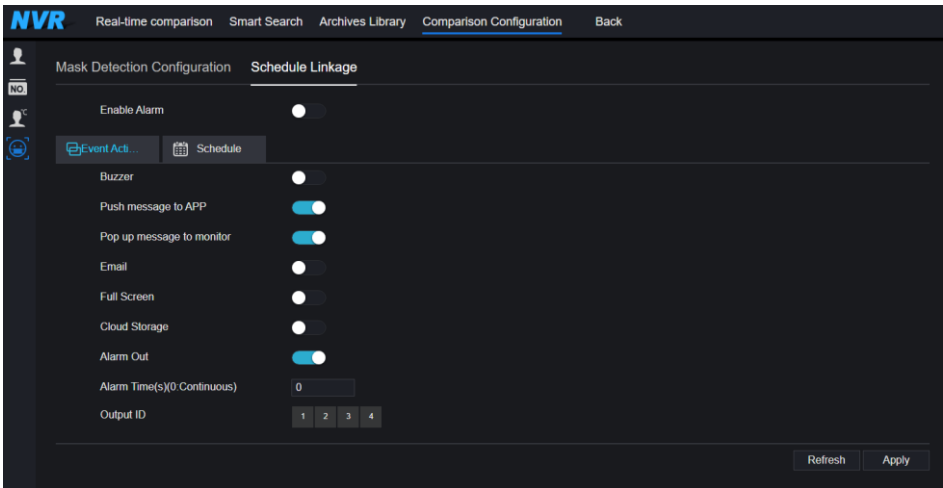 NVR Real-time comparison Smart Search Archives Library Comparison Configuration Back
NO.
℃
Mask Detection Configuration Schedule Linkage
Enable Alarm
Event Acti... Schedule
Buzzer
Push message to APP
Pop up message to monitor
Email
Full Screen
Cloud Storage
Alarm Out
Alarm Time(s)(0:Continuous) 0
Output ID 1 2 3 4
Refresh Apply